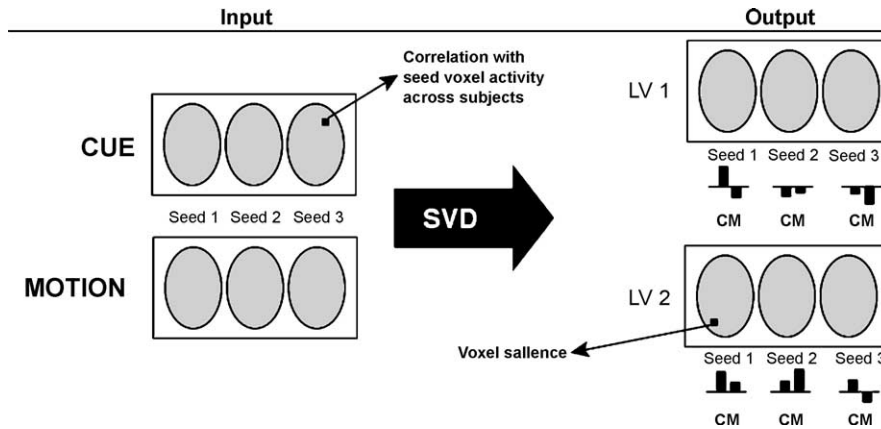 Input
Output
Correlation with
seed voxel activity
across subjects
CUE
Seed 1 Seed 2 Seed 3
MOTION
SVD
LV 1
Seed 1 Seed 2 Seed 3
CM CM CM
LV 2
Voxel sallence
Seed 1 Seed 2 Seed 3
CM CM CM